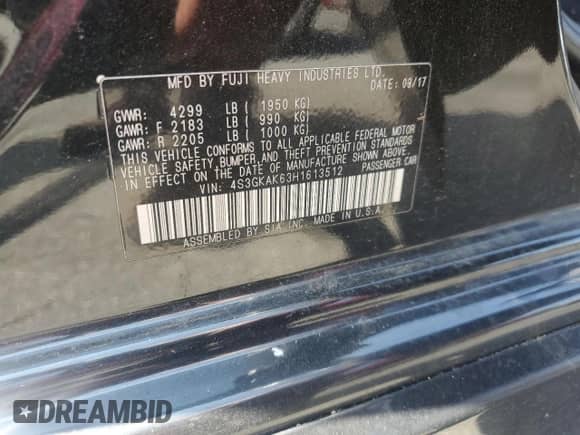 MFD BY FUJI HEAVY INDUSTRIES LTD.
DATE: 03/17
GVWR: 4299 LB ( 1950 KG)
GAWR: F 2183 LB ( 990 KG)
GAWR: R 2205 LB ( 1000 KG)
THIS VEHICLE CONFORMS TO ALL APPLICABLE FEDERAL MOTOR
VEHICLE SAFETY, BUMPER, AND THEFT PREVENTION STANDARDS
IN EFFECT ON THE DATE OF MANUFACTURE SHOWN ABOVE.
VIN: 4S3GKAK63H1613512 PASSENGER CAR
ASSEMBLED BY SIA INC. MADE IN U.S.A.
DREAMBID